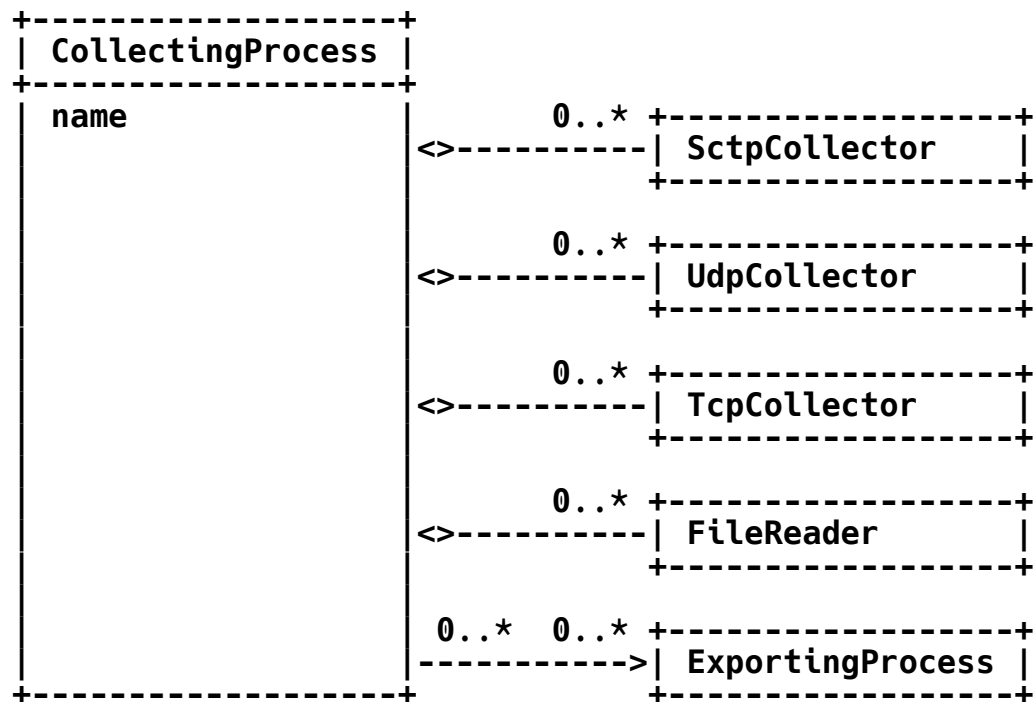 +-------------------+
| CollectingProcess |
+-------------------+
| name              |       0..* +------------------+
|                   |<>----------| SctpCollector    |
|                   |            +------------------+
|                   |
|                   |       0..* +------------------+
|                   |<>----------| UdpCollector     |
|                   |            +------------------+
|                   |
|                   |       0..* +------------------+
|                   |<>----------| TcpCollector     |
|                   |            +------------------+
|                   |
|                   |       0..* +------------------+
|                   |<>----------| FileReader       |
|                   |            +------------------+
|                   |
|                   | 0..*  0..* +------------------+
|                   |----------->| ExportingProcess |
+-------------------+            +------------------+